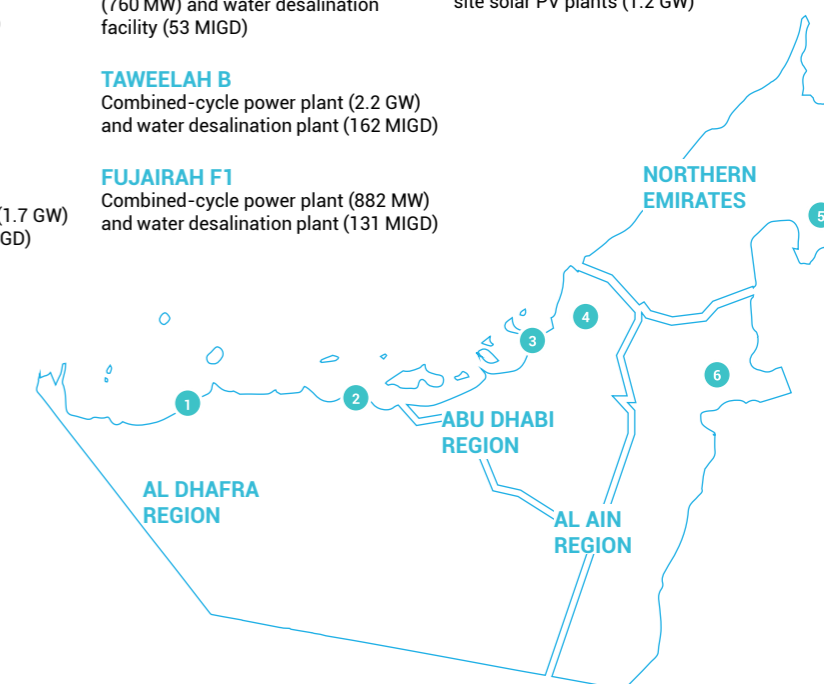 (760 MW) and water desalination
facility (53 MIGD)
TAWEELAH B
Combined-cycle power plant (2.2 GW)
and water desalination plant (162 MIGD)
FUJAIRAH F1
Combined-cycle power plant (882 MW)
and water desalination plant (131 MIGD)
(1.7 GW)
GD)
site solar PV plants (1.2 GW)
NORTHERN
EMIRATES
5
4
3
6
1
2
ABU DHABI
REGION
AL DHAFRA
REGION
AL AIN
REGION